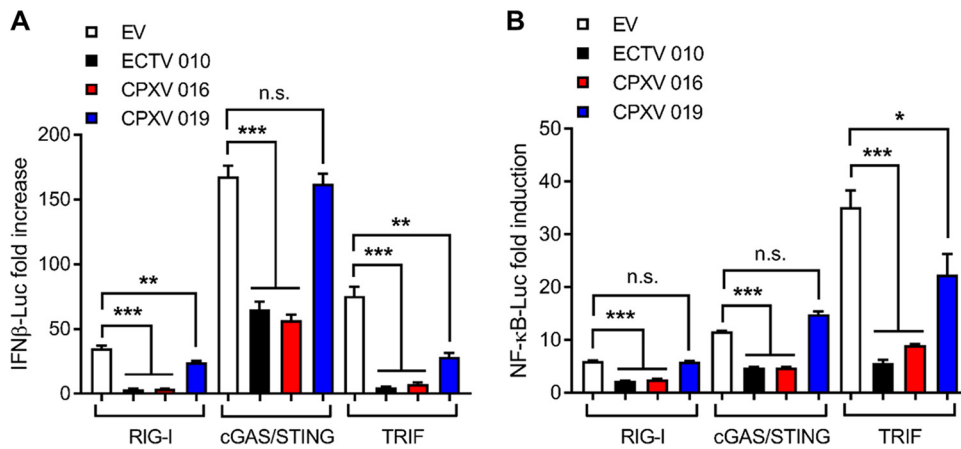 A
EV
ECTV 010
CPXV 016
CPXV 019
IFNβ-Luc fold increase
200
150
100
50
0
***
**
***
n.s.
***
**
RIG-I
cGAS/STING
TRIF
B
EV
ECTV 010
CPXV 016
CPXV 019
NF-κB-Luc fold induction
50
40
30
20
10
0
***
n.s.
***
n.s.
***
*
RIG-I
cGAS/STING
TRIF